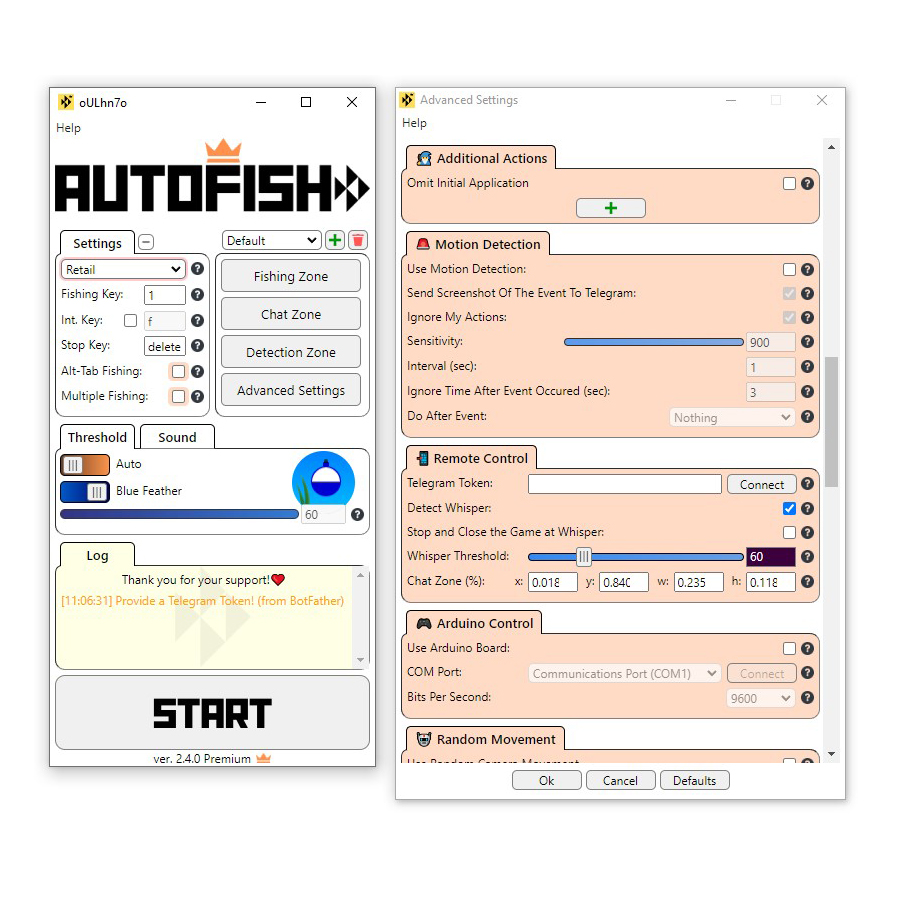 oULhn7o
Help
AUTOFISH
Settings
Default
Retail
Fishing Key: 1
Int. Key: f
Stop Key: delete
Alt-Tab Fishing:
Multiple Fishing:
Fishing Zone
Chat Zone
Detection Zone
Advanced Settings
Threshold Sound
Auto
Blue Feather
60
Log
Thank you for your support!❤
[11:06:31] Provide a Telegram Token! (from BotFather)
START
ver. 2.4.0 Premium
Advanced Settings
Help
Additional Actions
Omit Initial Application
Motion Detection
Use Motion Detection:
Send Screenshot Of The Event To Telegram:
Ignore My Actions:
Sensitivity: 900
Interval (sec): 1
Ignore Time After Event Occured (sec): 3
Do After Event: Nothing
Remote Control
Telegram Token: Connect
Detect Whisper:
Stop and Close the Game at Whisper:
Whisper Threshold: 60
Chat Zone (%): x: 0.018 y: 0.840 w: 0.235 h: 0.118
Arduino Control
Use Arduino Board:
COM Port: Communications Port (COM1) Connect
Bits Per Second: 9600
Random Movement
Use Random Camera Movement
Ok Cancel Defaults